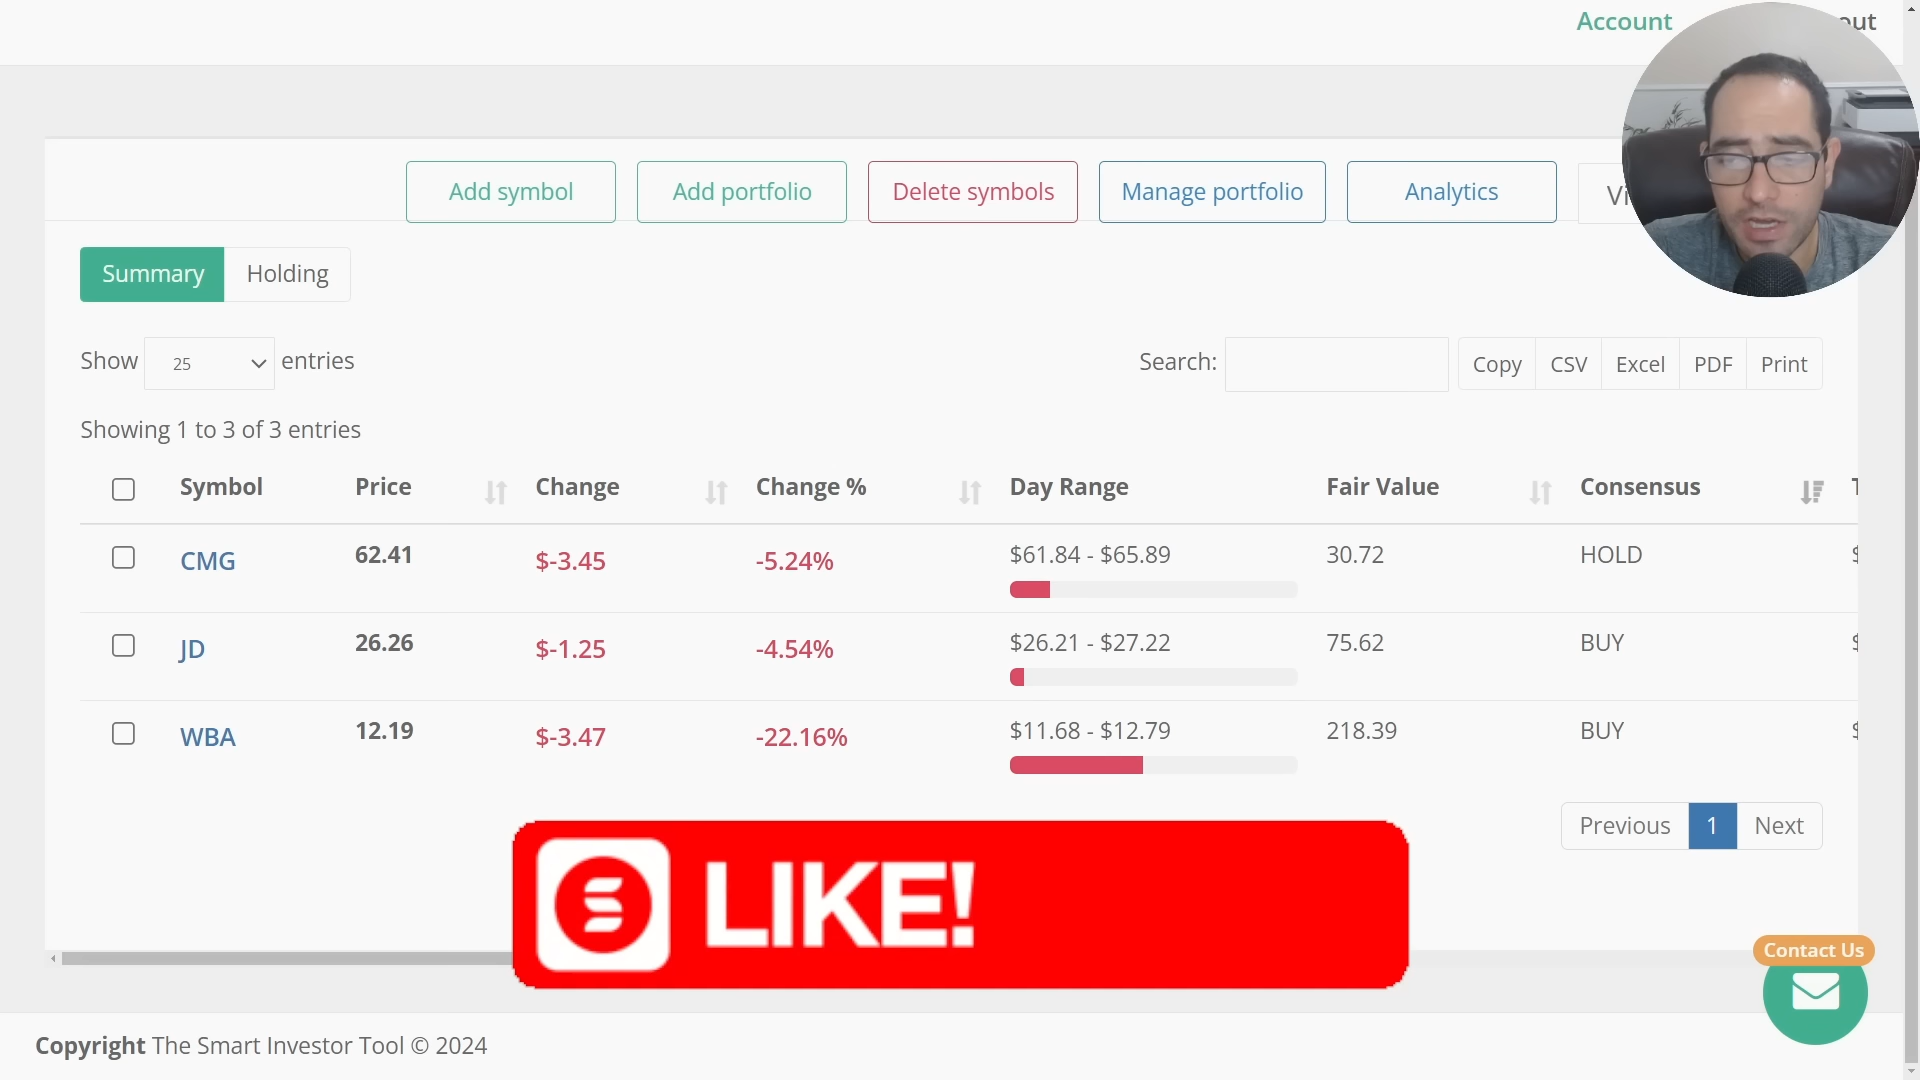 Account
out
Add symbol
Add portfolio
Delete symbols
Manage portfolio
Analytics
Vi
Summary
Holding
Show 25 entries
Search:
Copy
CSV
Excel
PDF
Print
Showing 1 to 3 of 3 entries
Symbol Price Change Change % Day Range Fair Value Consensus T
CMG 62.41 $-3.45 -5.24% $61.84 - $65.89 30.72 HOLD $
JD 26.26 $-1.25 -4.54% $26.21 - $27.22 75.62 BUY $
WBA 12.19 $-3.47 -22.16% $11.68 - $12.79 218.39 BUY $
Previous 1 Next
LIKE!
Contact Us
Copyright The Smart Investor Tool © 2024